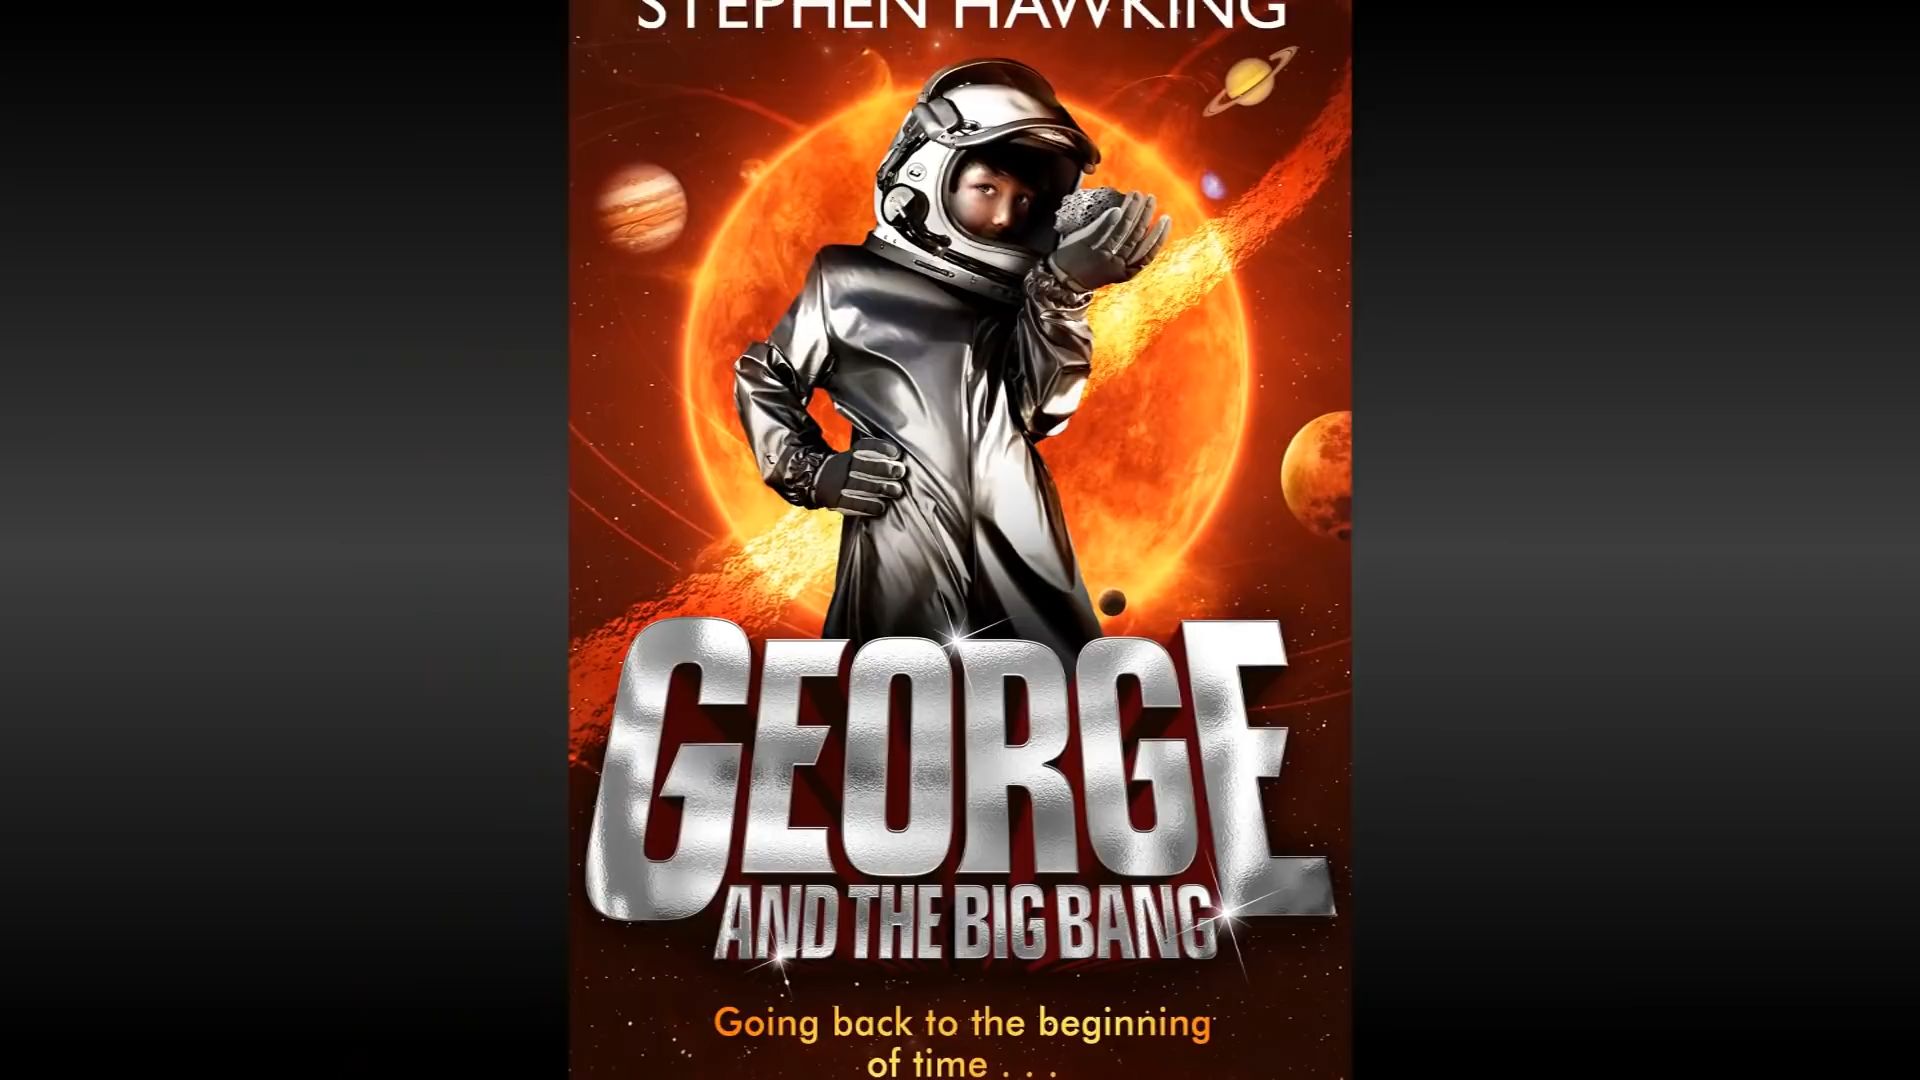 STEPHEN HAWKING
GEORGE
AND THE BIG BANG
Going back to the beginning
of time . . .